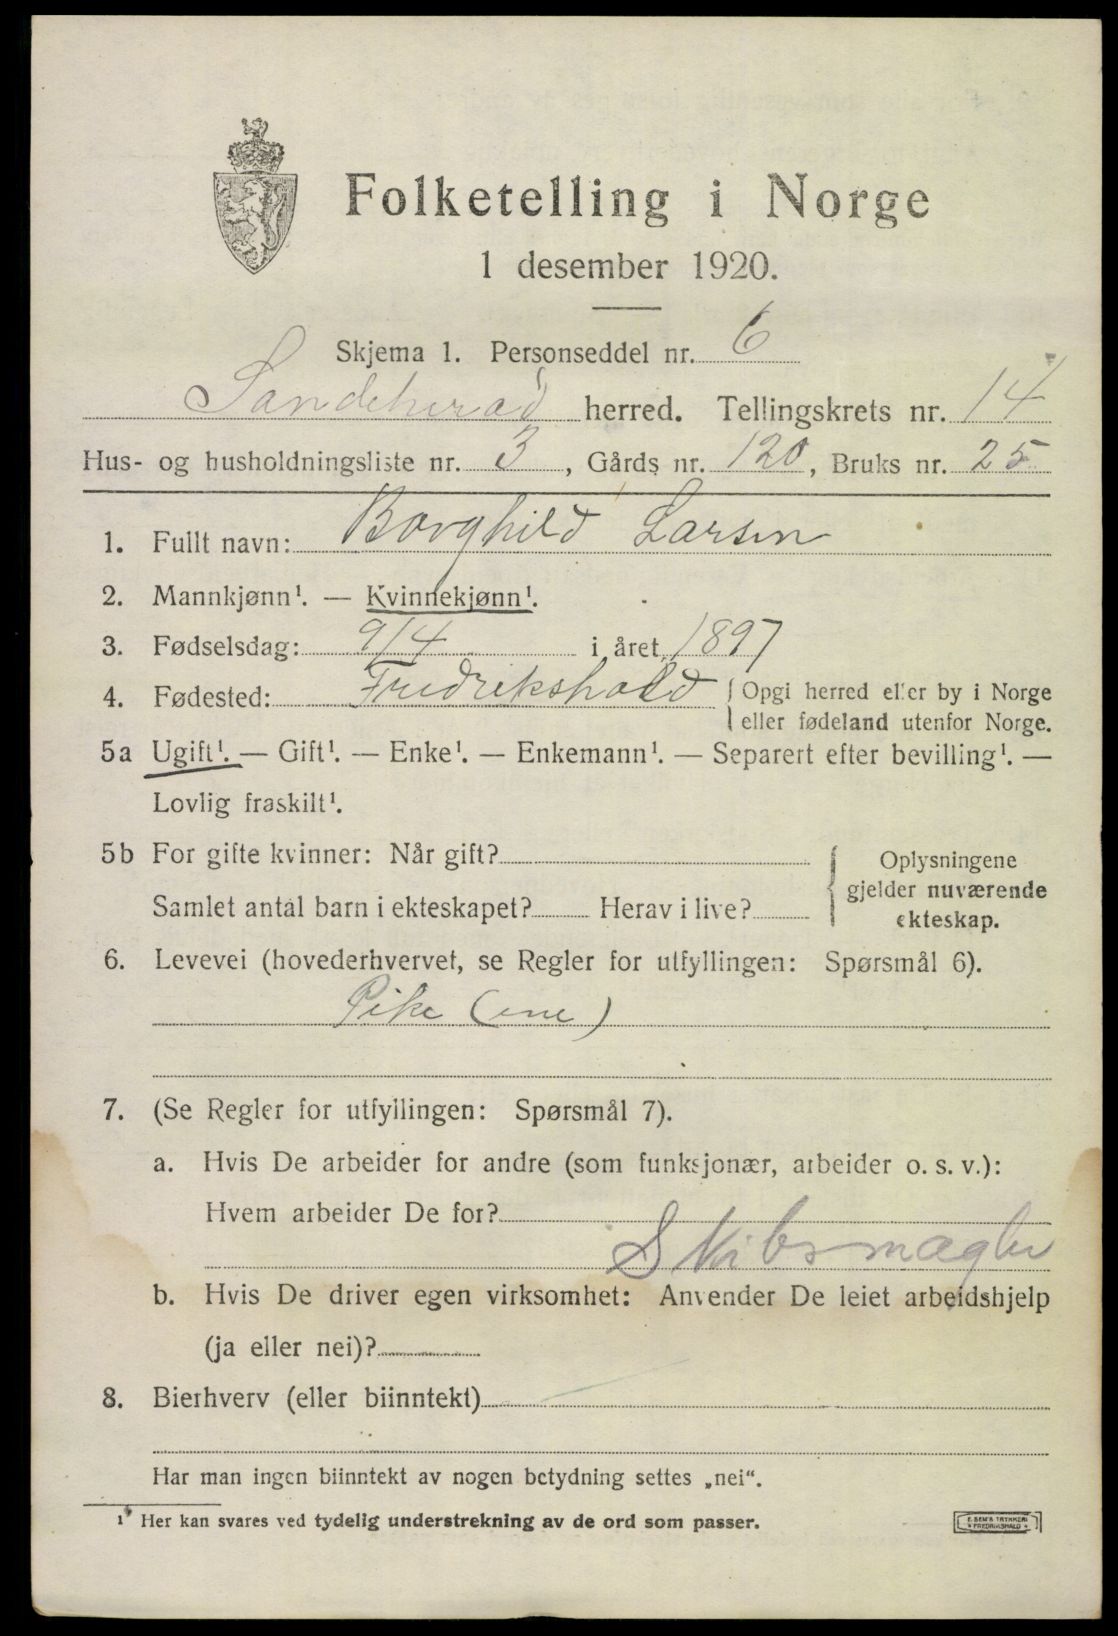 Folketelling i Norge
1 desember 1920.
Skjema 1. Personseddel nr. 6
Sandeherad herred. Tellingskrets nr. 14
Hus- og husholdningsliste nr. 3, Gårds nr. 120, Bruks nr. 25
1. Fullt navn: Borghild Larsen
2. Mannkjønn¹. — Kvinnekjønn¹.
3. Fødselsdag: 9/4 i året 1897
4. Fødested: Fredrikshald {Opgi herred eller by i Norge
eller fødeland utenfor Norge.
5a Ugift¹. — Gift¹. — Enke¹. — Enkemann¹. — Separert efter bevilling¹. —
Lovlig fraskilt¹.
5b For gifte kvinner: Når gift?
Samlet antal barn i ekteskapet? Herav i live?
{Oplysningene
gjelder nuværende
ekteskap.
6. Levevei (hovederhvervet, se Regler for utfyllingen: Spørsmål 6).
Pike (ene)
7. (Se Regler for utfyllingen: Spørsmål 7).
a. Hvis De arbeider for andre (som funksjonær, arbeider o. s. v.):
Hvem arbeider De for?
Skibsmægler
b. Hvis De driver egen virksomhet: Anvender De leiet arbeidshjelp
(ja eller nei)?
8. Bierhverv (eller biinntekt)
Har man ingen biinntekt av nogen betydning settes „nei“.
¹ Her kan svares ved tydelig understrekning av de ord som passer.
E. SEM'S TRYKKERI
FREDRIKSHALD